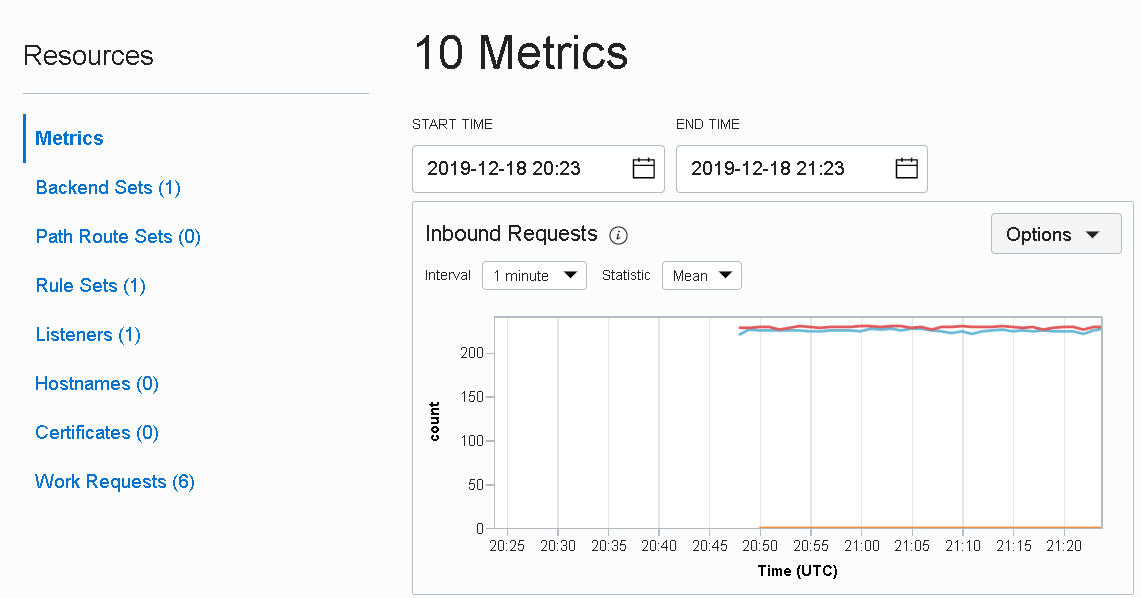 Resources
Metrics
Backend Sets (1)
Path Route Sets (0)
Rule Sets (1)
Listeners (1)
Hostnames (0)
Certificates (0)
Work Requests (6)
10 Metrics
START TIME END TIME
2019-12-18 20:23 2019-12-18 21:23
Inbound Requests i Options
Interval 1 minute Statistic Mean
count
200
150
100
50
0
20:25 20:30 20:35 20:40 20:45 20:50 20:55 21:00 21:05 21:10 21:15 21:20
Time (UTC)